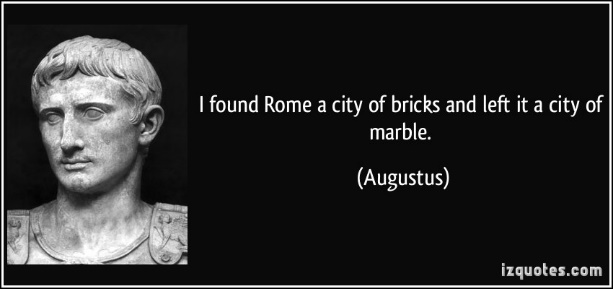 I found Rome a city of bricks and left it a city of
marble.
(Augustus)
izquotes.com